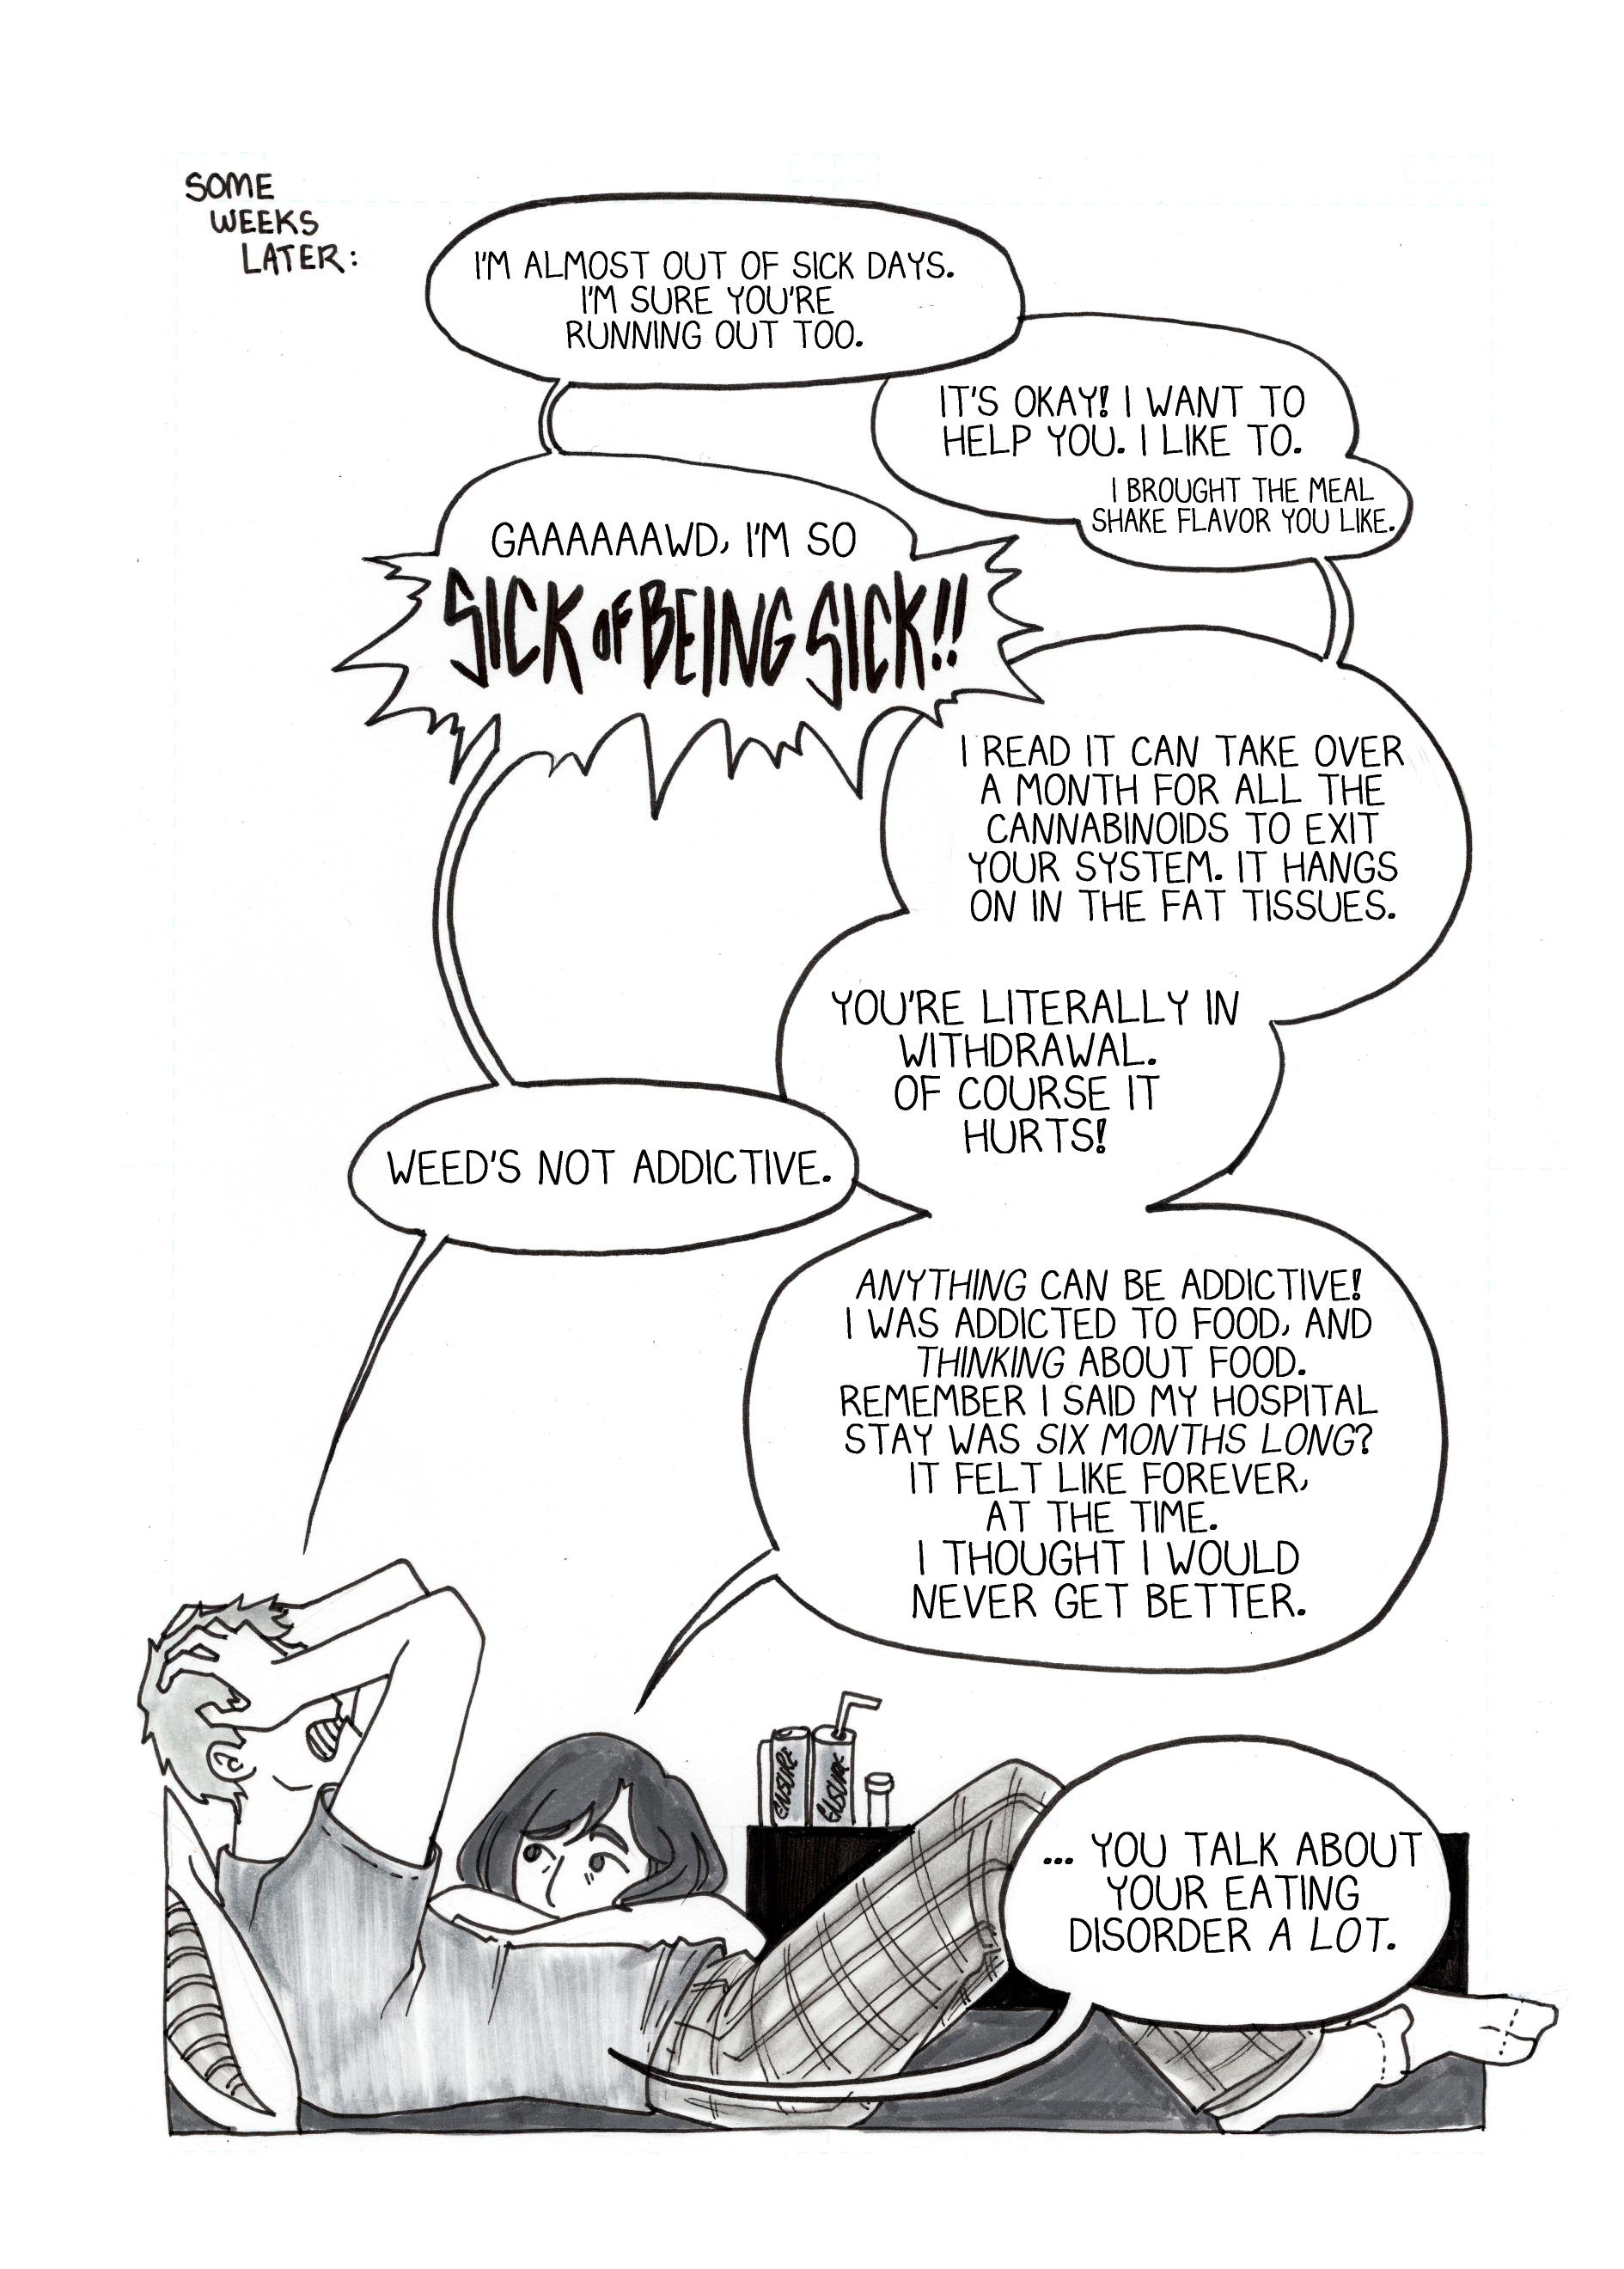 SOME
WEEKS
LATER:
I'M ALMOST OUT OF SICK DAYS.
I'M SURE YOU'RE
RUNNING OUT TOO.
IT'S OKAY! I WANT TO
HELP YOU. I LIKE TO.
I BROUGHT THE MEAL
SHAKE FLAVOR YOU LIKE.
GAAAAAAWD, I'M SO
SICK OF BEING SICK!!
I READ IT CAN TAKE OVER
A MONTH FOR ALL THE
CANNABINOIDS TO EXIT
YOUR SYSTEM. IT HANGS
ON IN THE FAT TISSUES.
YOU'RE LITERALLY IN
WITHDRAWAL.
OF COURSE IT
HURTS!
WEED'S NOT ADDICTIVE.
ANYTHING CAN BE ADDICTIVE!
I WAS ADDICTED TO FOOD, AND
THINKING ABOUT FOOD.
REMEMBER I SAID MY HOSPITAL
STAY WAS SIX MONTHS LONG?
IT FELT LIKE FOREVER,
AT THE TIME.
I THOUGHT I WOULD
NEVER GET BETTER.
ENSURE
ENSURE
... YOU TALK ABOUT
YOUR EATING
DISORDER A LOT.